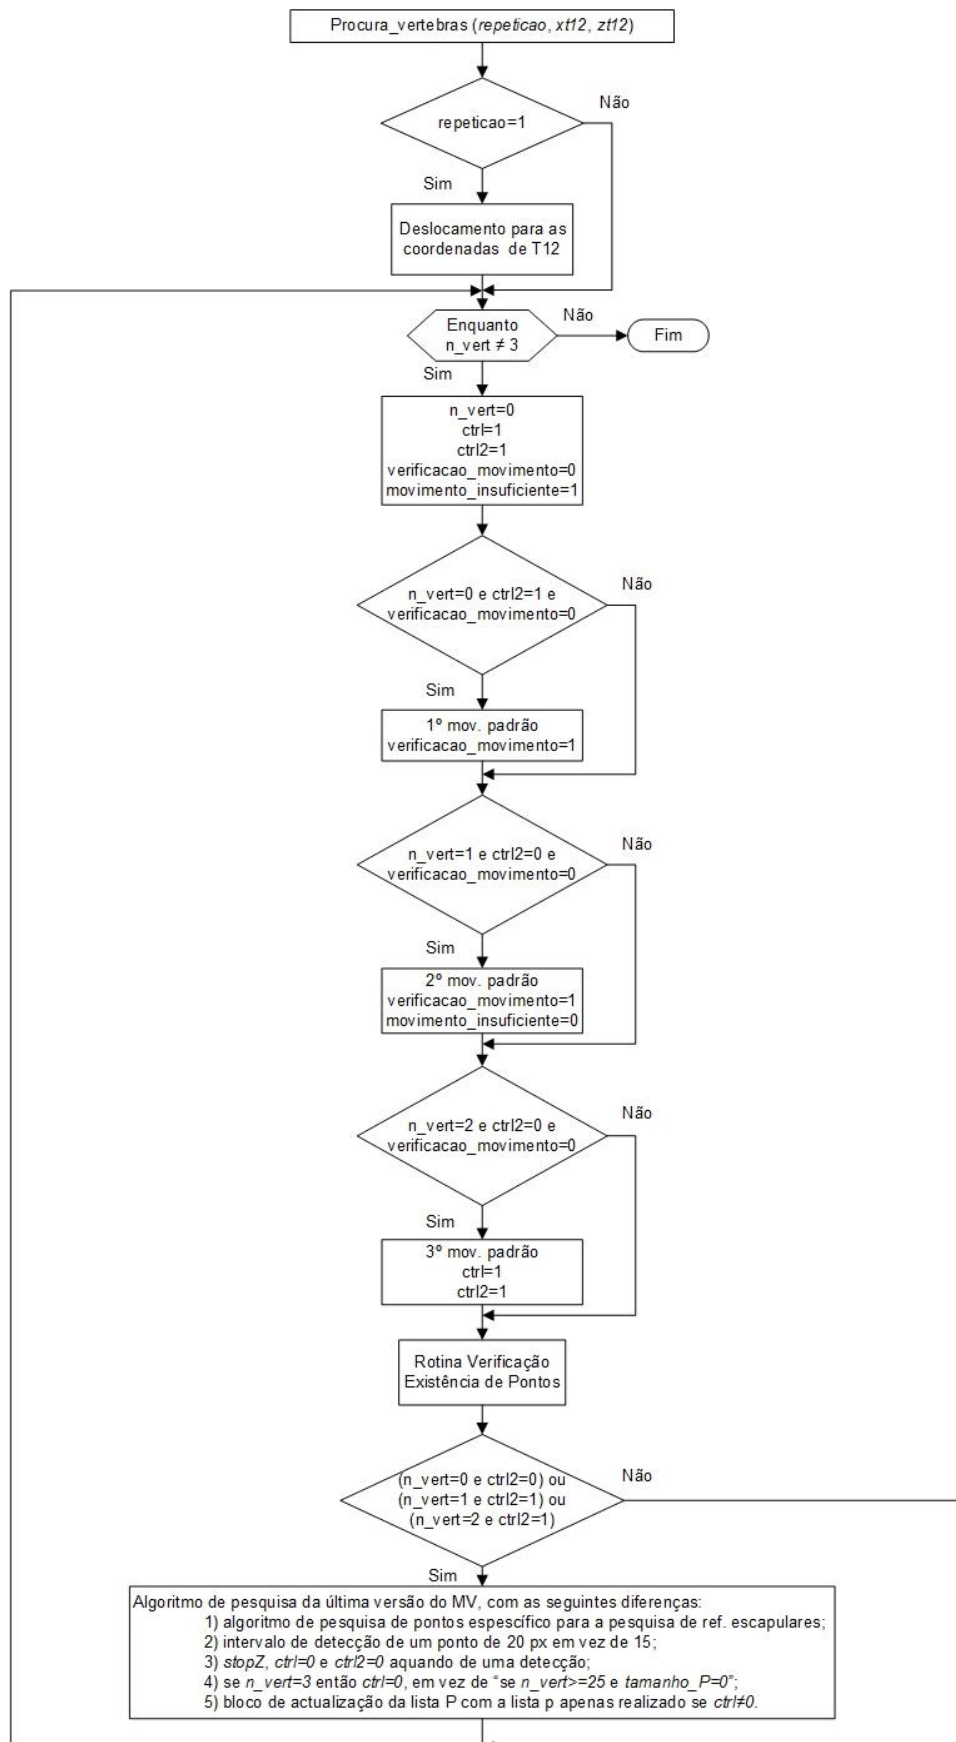 Procura_vertebras (repeticao, xt12, zt12)
Não
repeticao=1
Sim
Deslocamento para as
coordenadas de T12
Não
Enquanto
n_vert ≠ 3
Fim
Sim
n_vert=0
ctrl=1
ctrl2=1
verificacao_movimento=0
movimento_insuficiente=1
Não
n_vert=0 e ctrl2=1 e
verificacao_movimento=0
Sim
1º mov. padrão
verificacao_movimento=1
Não
n_vert=1 e ctrl2=0 e
verificacao_movimento=0
Sim
2º mov. padrão
verificacao_movimento=1
movimento_insuficiente=0
Não
n_vert=2 e ctrl2=0 e
verificacao_movimento=0
Sim
3º mov. padrão
ctrl=1
ctrl2=1
Rotina Verificação
Existência de Pontos
Não
(n_vert=0 e ctrl2=0) ou
(n_vert=1 e ctrl2=1) ou
(n_vert=2 e ctrl2=1)
Sim
Algoritmo de pesquisa da última versão do MV, com as seguintes diferenças:
1) algoritmo de pesquisa de pontos específico para a pesquisa de ref. escapulares;
2) intervalo de detecção de um ponto de 20 px em vez de 15;
3) stopZ, ctrl=0 e ctrl2=0 aquando de uma detecção;
4) se n_vert=3 então ctrl=0, em vez de “se n_vert>=25 e tamanho_P=0”;
5) bloco de actualização da lista P com a lista p apenas realizado se ctrl≠0.